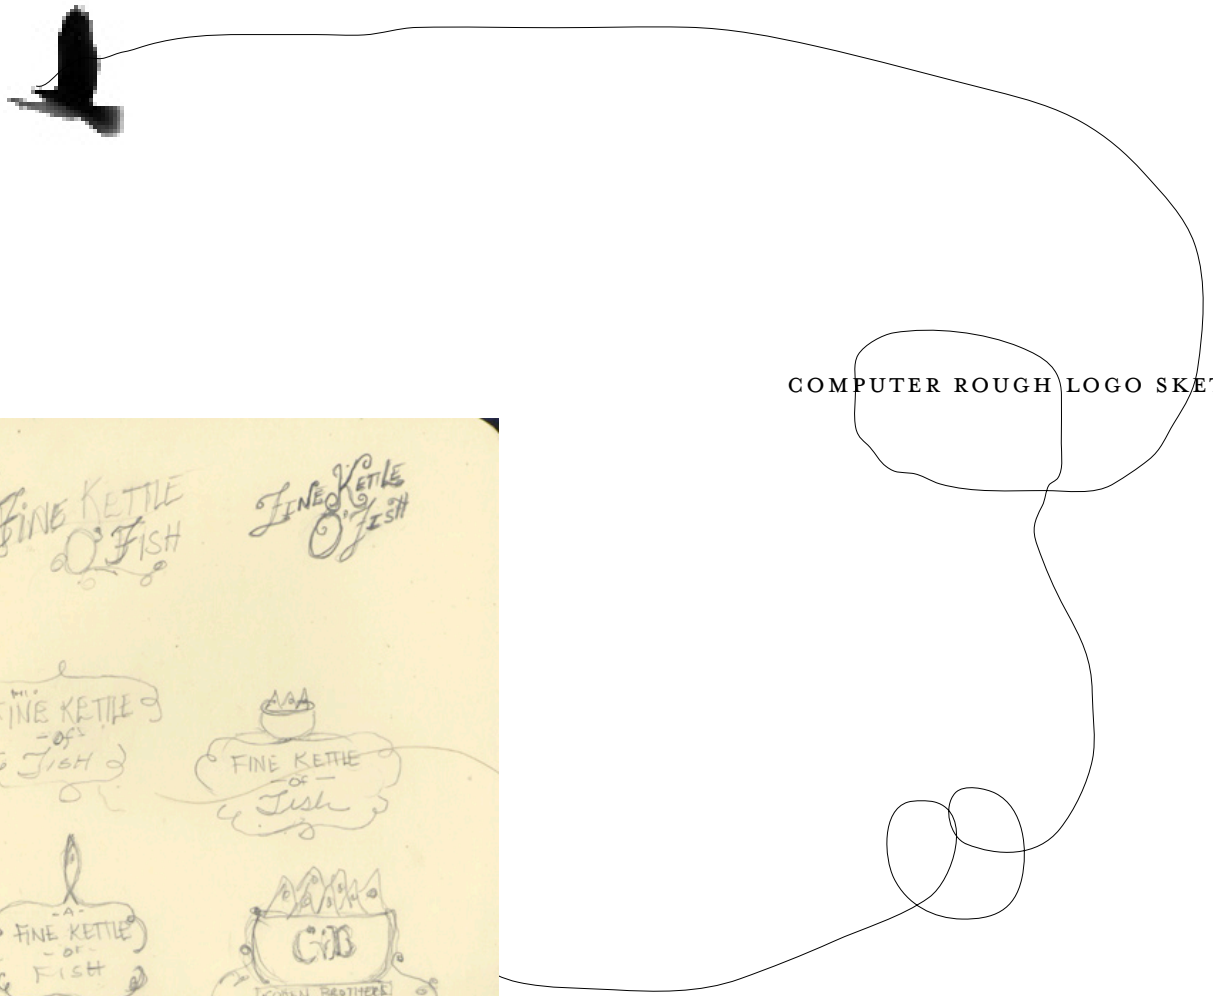 COMPUTER ROUGH LOGO SKET
FINE KETTLE
O' FISH
FINE KETTLE
O' FISH
FINE KETTLE
- of -
FISH
FINE KETTLE
- OF -
Fish
- A -
FINE KETTLE
- OF -
FISH
BROTHERS